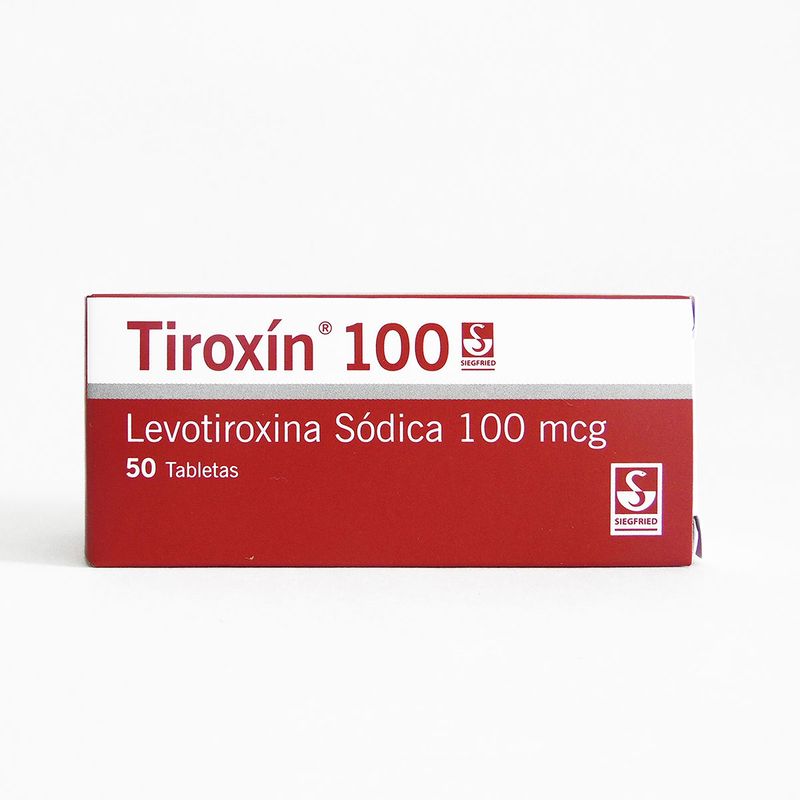 Tiroxín® 100
SIEGFRIED
Levotiroxina Sódica 100 mcg
50 Tabletas
SIEGFRIED